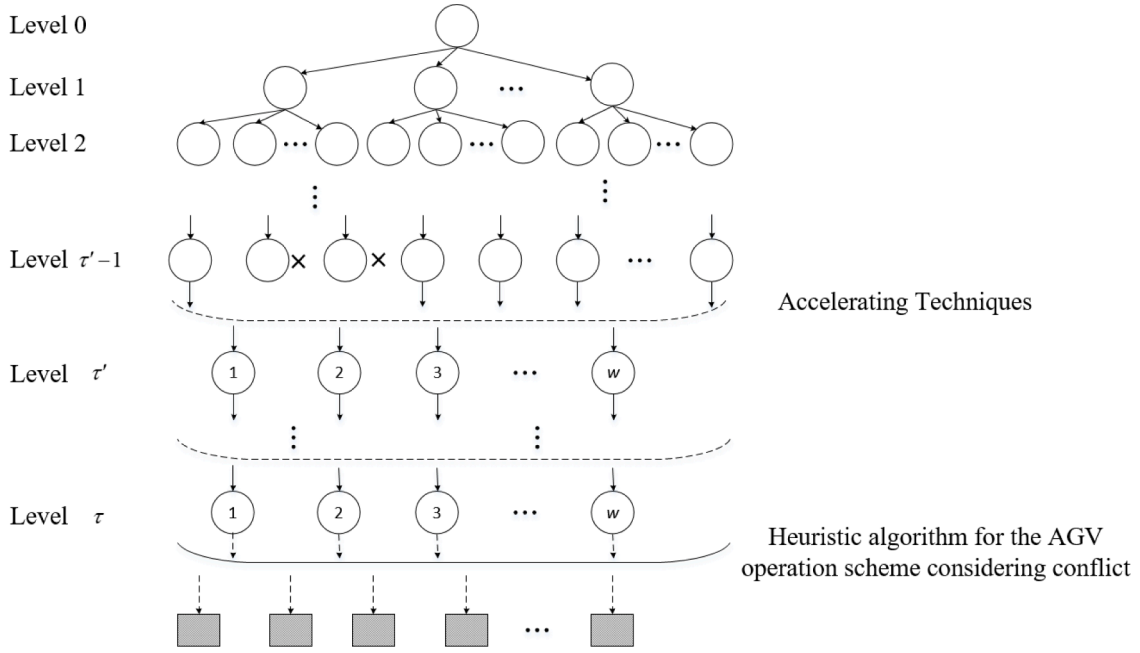 Level 0
Level 1
...
Level 2
... ... ...
Level τ′−1
× × ...
Accelerating Techniques
Level τ′
1 2 3 ... w
Level τ
1 2 3 ... w
Heuristic algorithm for the AGV
operation scheme considering conflict
...